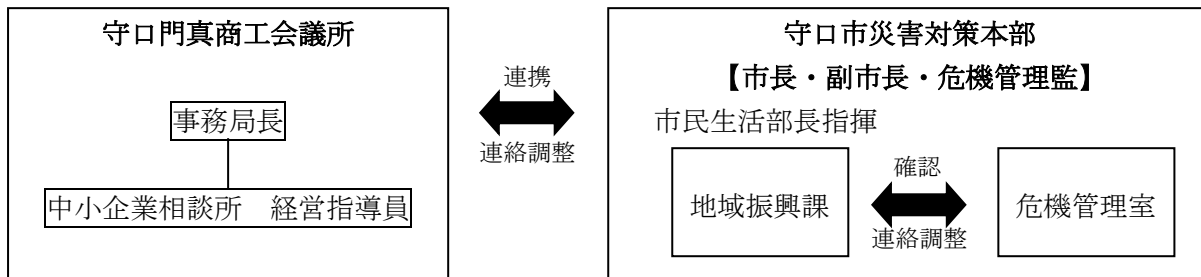 守口門真商工会議所
事務局長
中小企業相談所　経営指導員
連携
連絡調整
守口市災害対策本部
【市長・副市長・危機管理監】
市民生活部長指揮
地域振興課
確認
連絡調整
危機管理室